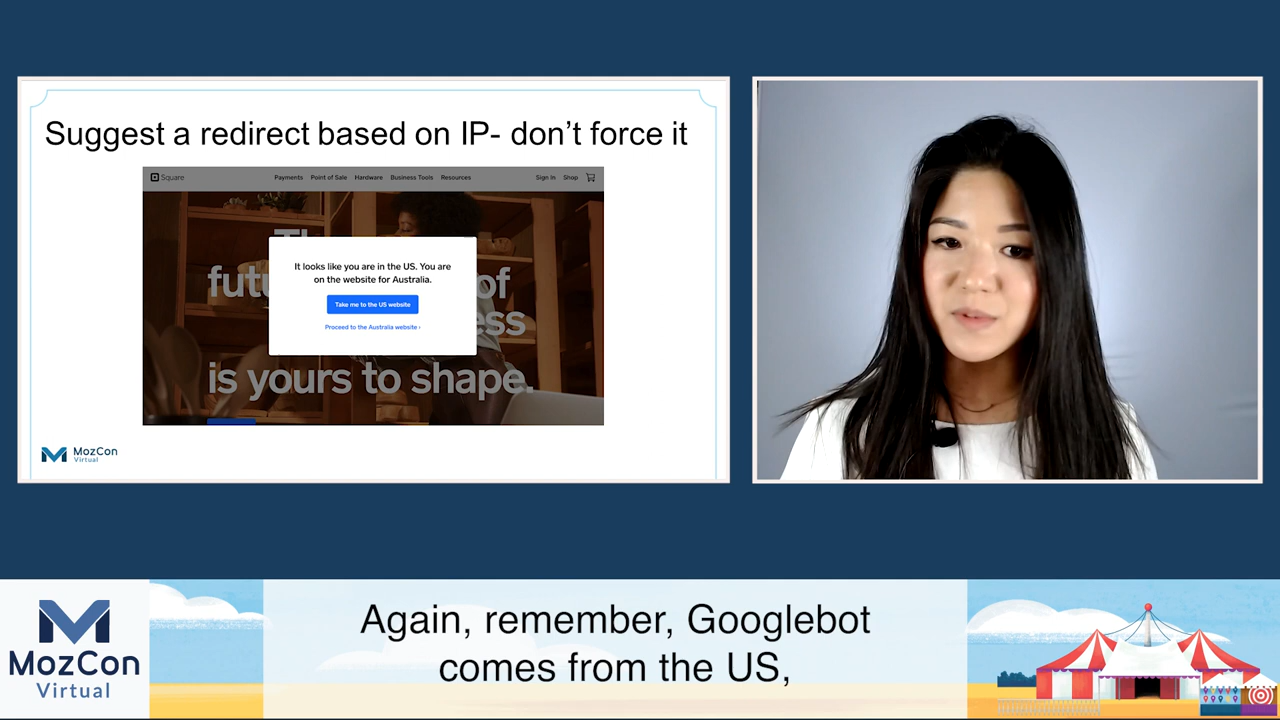 Suggest a redirect based on IP- don’t force it
Square
Payments Point of Sale Hardware Business Tools Resources
Sign In Shop
It looks like you are in the US. You are
on the website for Australia.
Take me to the US website
Proceed to the Australia website ›
of
is yours to shape.
MozCon
Virtual
Again, remember, Googlebot
comes from the US,
MozCon
Virtual